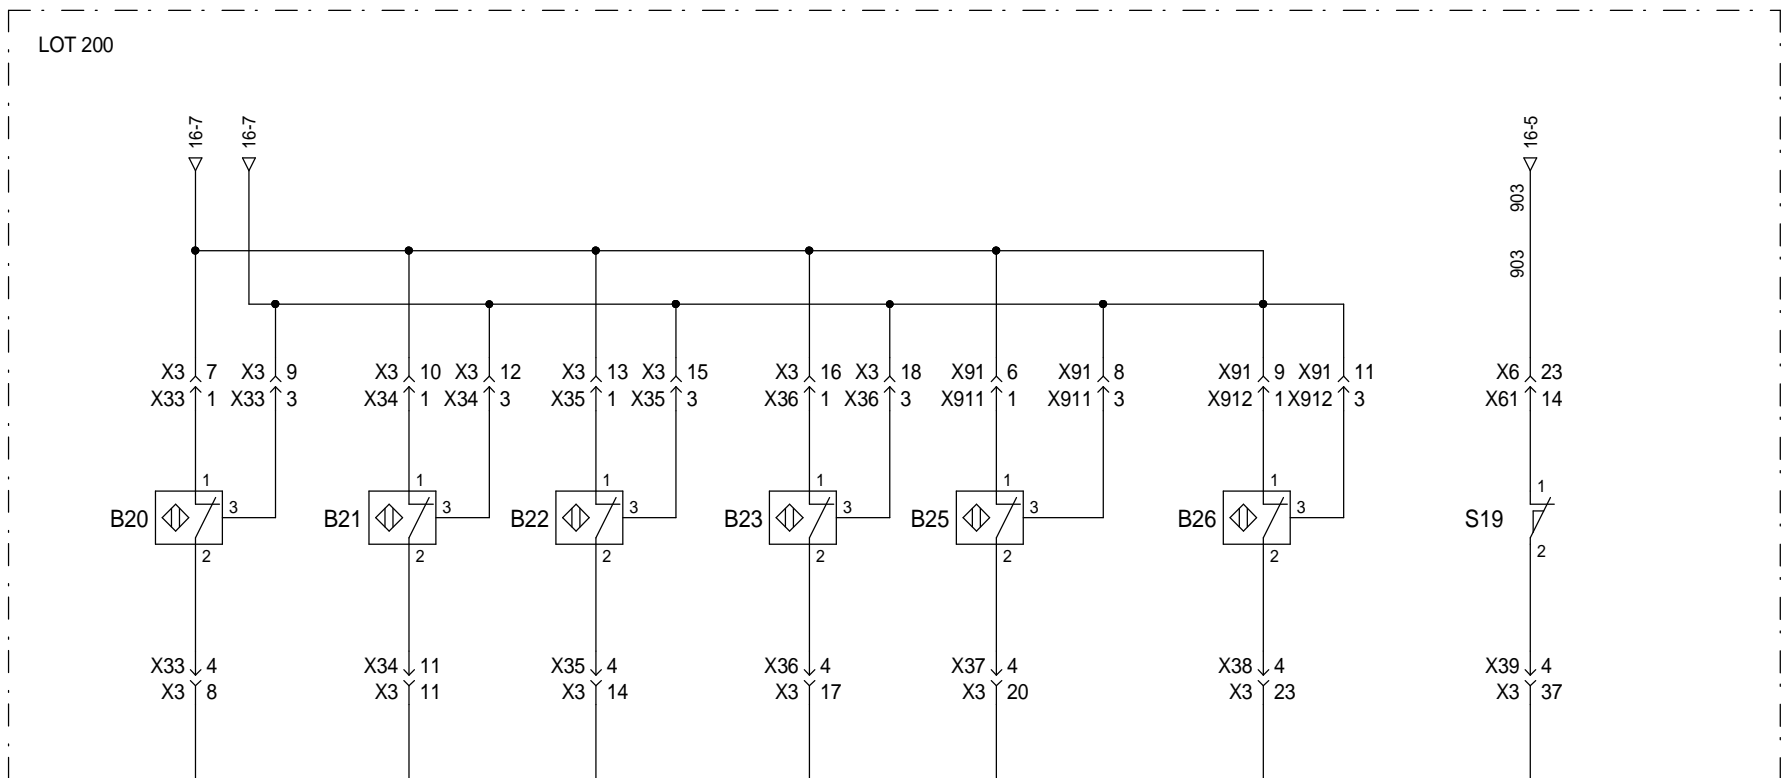 LOT 200
16-7 16-7 16-5
903
903
X3 7 X3 9 X3 10 X3 12 X3 13 X3 15 X3 16 X3 18 X91 6 X91 8 X91 9 X91 11 X6 23
X33 1 X33 3 X34 1 X34 3 X35 1 X35 3 X36 1 X36 3 X911 1 X911 3 X912 1 X912 3 X61 14
1 1 1 1 1 1 1
B20 3 B21 3 B22 3 B23 3 B25 3 B26 3 S19
2 2 2 2 2 2 2
X33 4 X34 11 X35 4 X36 4 X37 4 X38 4 X39 4
X3 8 X3 11 X3 14 X3 17 X3 20 X3 23 X3 37